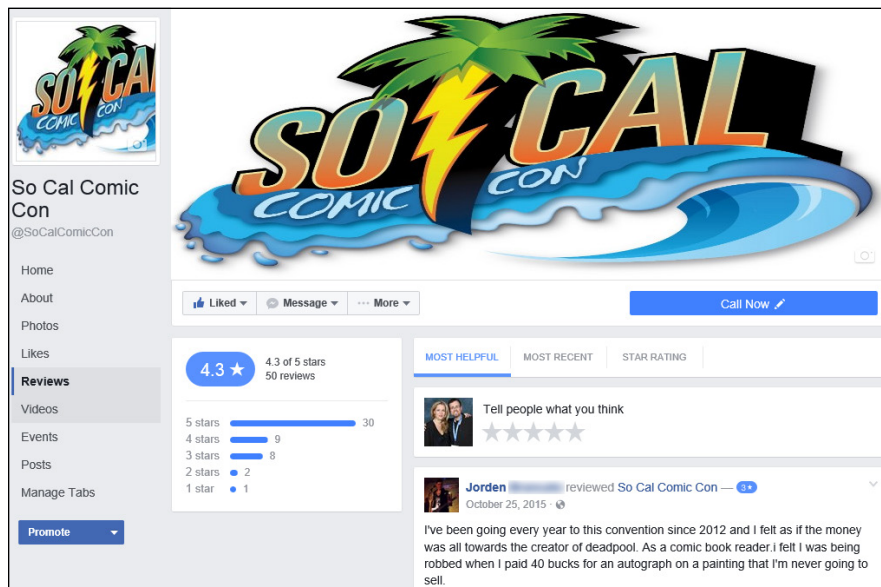 SO CAL
COMIC CON
SO CAL
COMIC CON
So Cal Comic
Con
@SoCalComicCon
Home
About
Photos
Likes
Reviews
Videos
Events
Posts
Manage Tabs
Promote
Liked
Message
More
Call Now
4.3 ★
4.3 of 5 stars
50 reviews
5 stars 30
4 stars 9
3 stars 8
2 stars 2
1 star 1
MOST HELPFUL MOST RECENT STAR RATING
Tell people what you think
Jorden reviewed So Cal Comic Con — 3★
October 25, 2015 ·
I've been going every year to this convention since 2012 and I felt as if the money
was all towards the creator of deadpool. As a comic book reader.i felt I was being
robbed when I paid 40 bucks for an autograph on a painting that I'm never going to
sell.